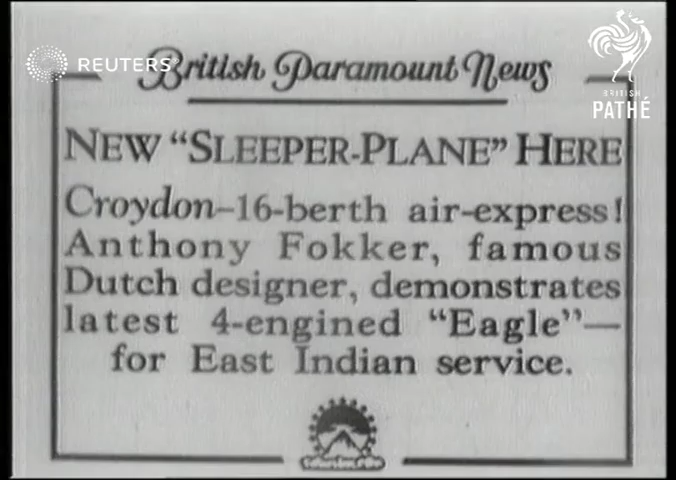 REUTERS
British Paramount News
BRITISH
PATHÉ
NEW "SLEEPER-PLANE" HERE
Croydon–16-berth air-express!
Anthony Fokker, famous
Dutch designer, demonstrates
latest 4-engined "Eagle"—
for East Indian service.